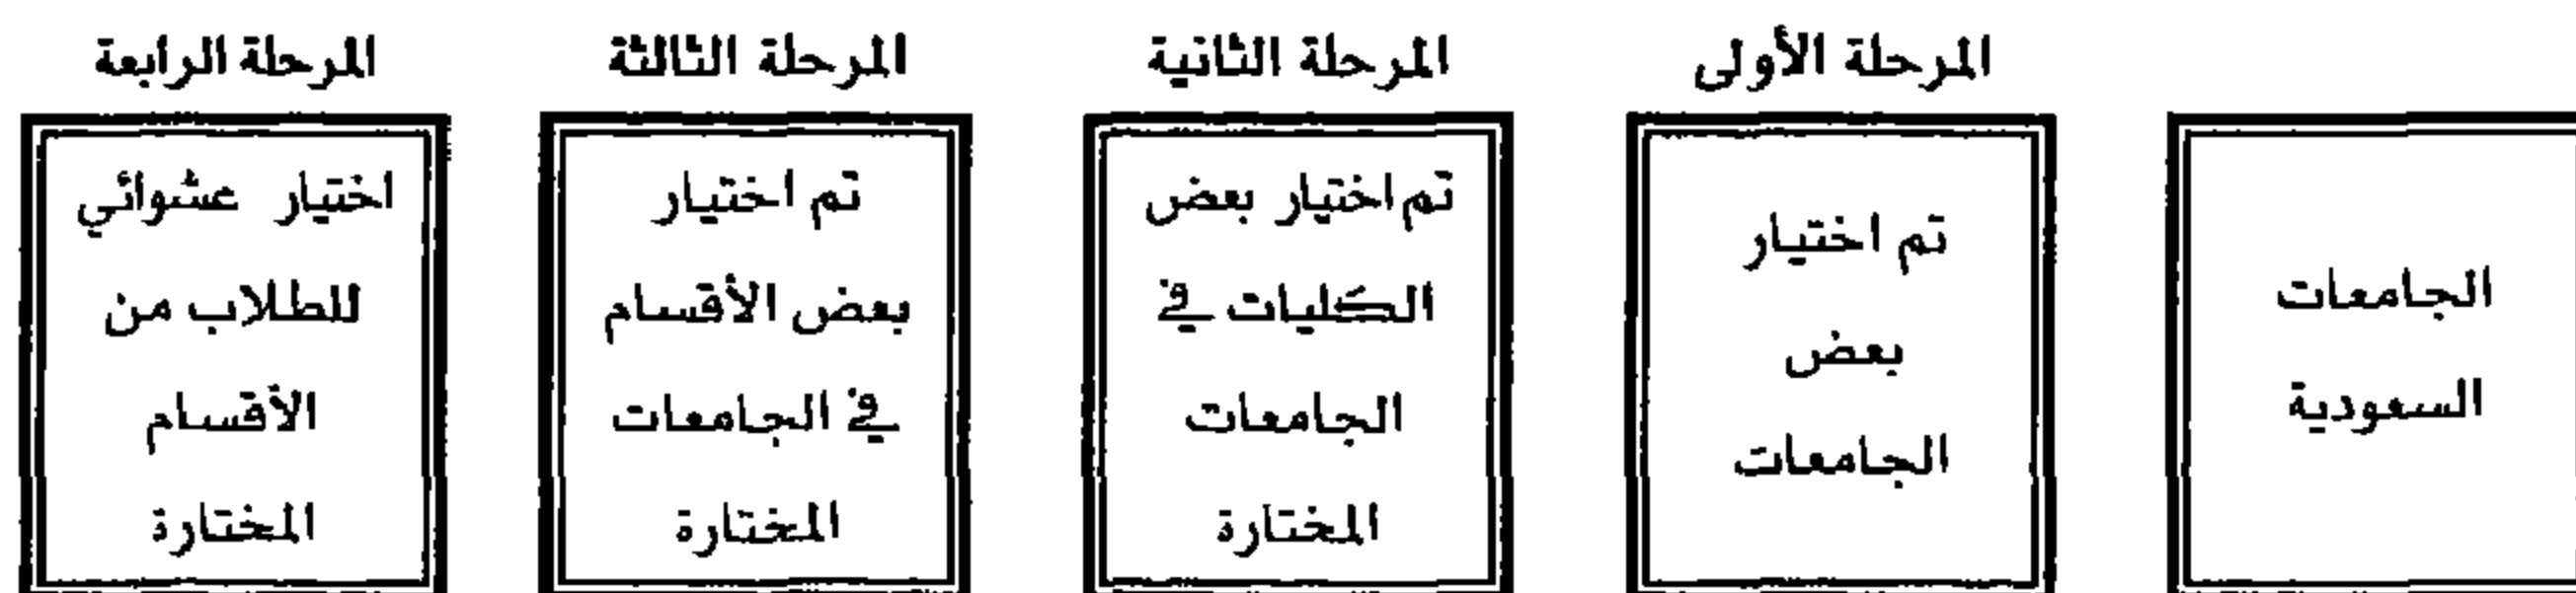 الجامعات
السعودية
المرحلة الأولى
تم اختيار
بعض
الجامعات
المرحلة الثانية
تم اختيار بعض
الكليات في
الجامعات
المختارة
المرحلة الثالثة
تم اختيار
بعض الأقسام
في الجامعات
المختارة
المرحلة الرابعة
اختيار عشوائي
للطلاب من
الأقسام
المختارة